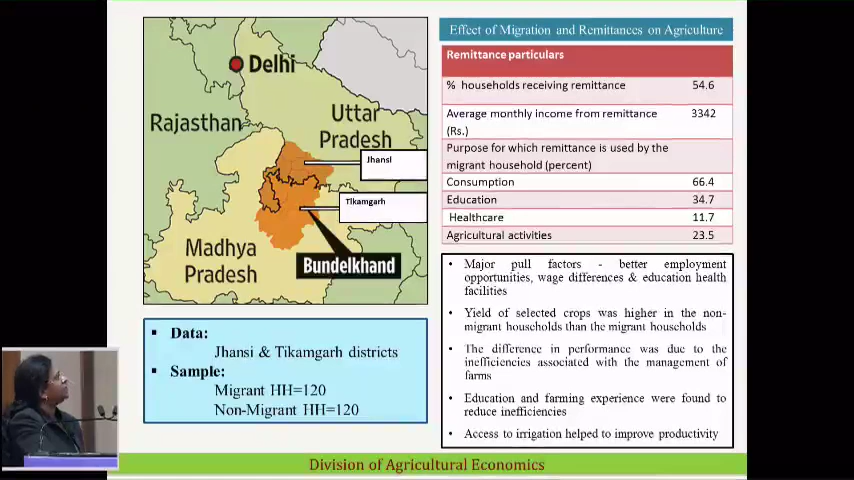 Delhi
Rajasthan
Uttar
Pradesh
Jhansi
Tikamgarh
Madhya
Pradesh
Bundelkhand
▪ Data:
Jhansi & Tikamgarh districts
▪ Sample:
Migrant HH=120
Non-Migrant HH=120
Effect of Migration and Remittances on Agriculture
Remittance particulars
% households receiving remittance 54.6
Average monthly income from remittance 3342
(Rs.)
Purpose for which remittance is used by the
migrant household (percent)
Consumption 66.4
Education 34.7
Healthcare 11.7
Agricultural activities 23.5
• Major pull factors - better employment
opportunities, wage differences & education health
facilities
• Yield of selected crops was higher in the non-
migrant households than the migrant households
• The difference in performance was due to the
inefficiencies associated with the management of
farms
• Education and farming experience were found to
reduce inefficiencies
• Access to irrigation helped to improve productivity
Division of Agricultural Economics